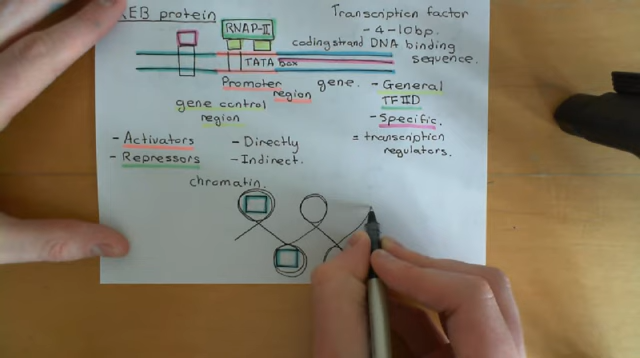 REB protein
RNAP-II
Transcription factor
- 4-10bp.
coding strand DNA binding
sequence.
TATA box
Promoter
region
gene.
- General
TFIID
gene control
region
- Specific.
= transcription
regulators.
- Activators
- Repressors
- Directly
- Indirect.
chromatin.